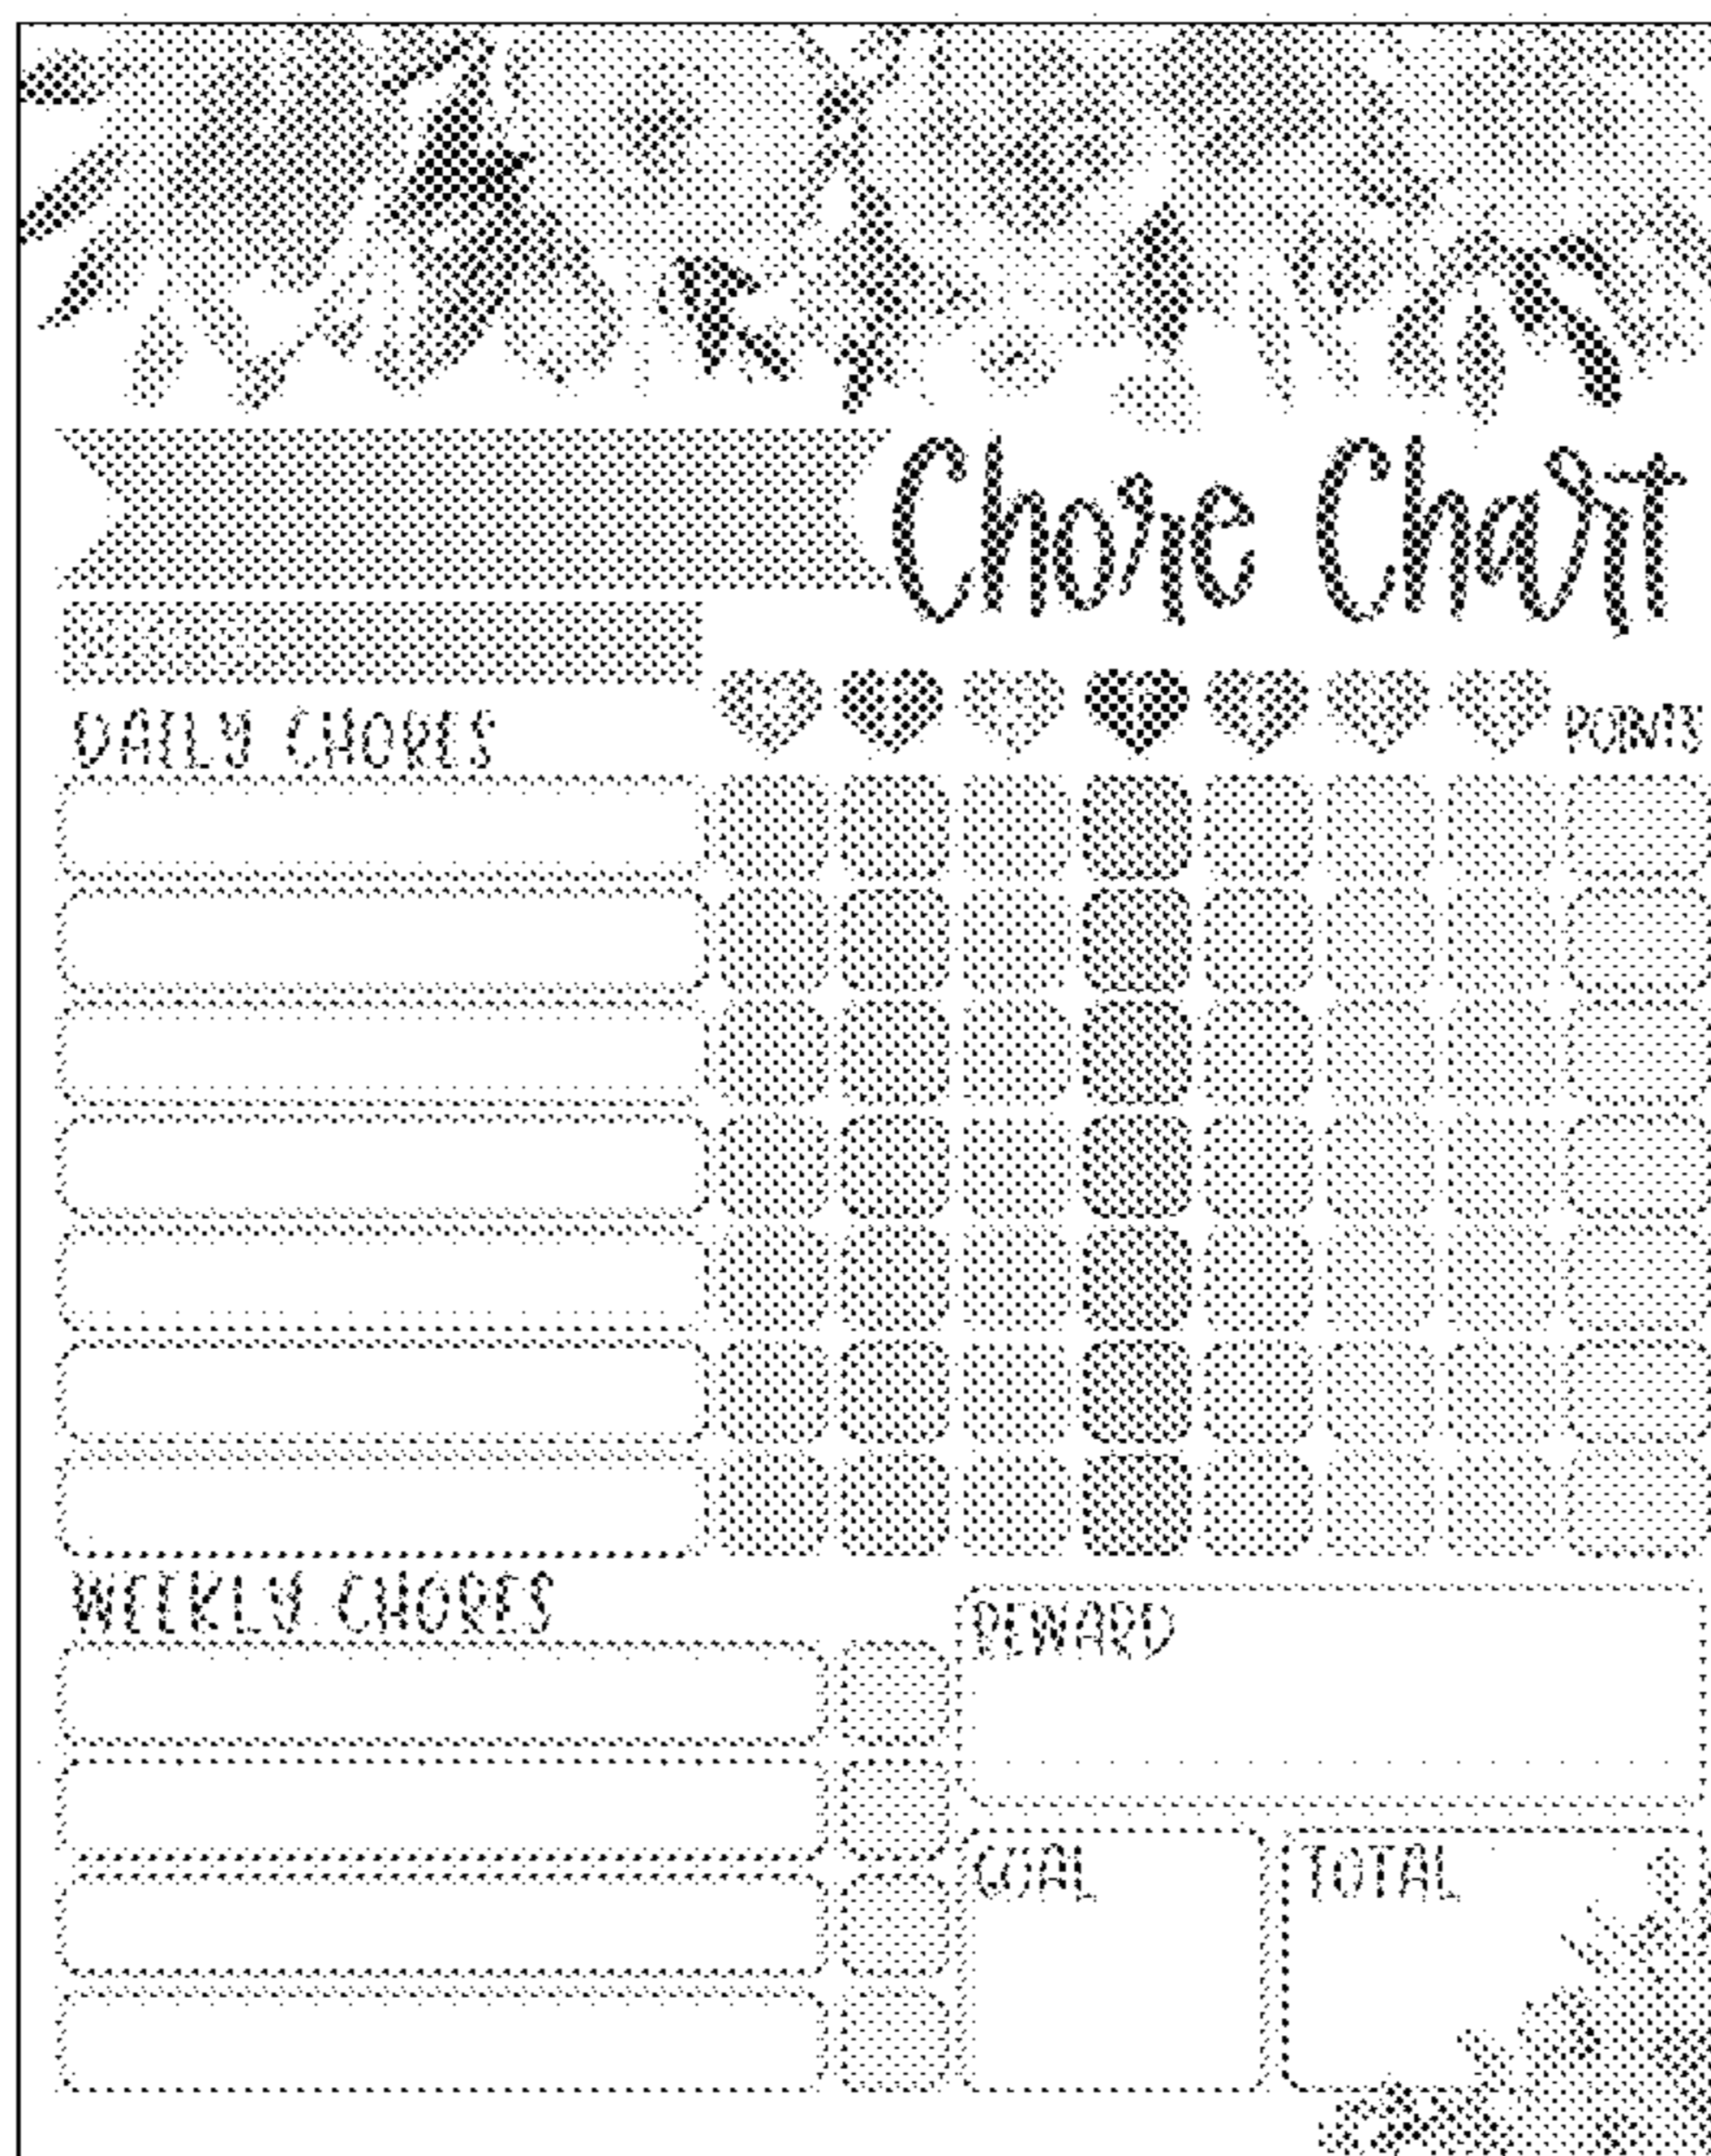 Chore Chart
DAILY CHORES
POINTS
WEEKLY CHORES
REWARD
GOAL
TOTAL